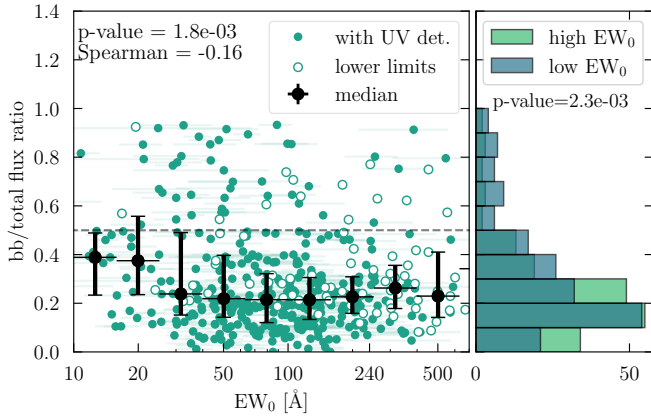 p-value = 1.8e-03
Spearman = -0.16
with UV det.
lower limits
median
high EW₀
low EW₀
p-value=2.3e-03
bb/total flux ratio
1.4
1.2
1.0
0.8
0.6
0.4
0.2
0.0
10 20 50 100 240 500
EW₀ [Å]
0 50